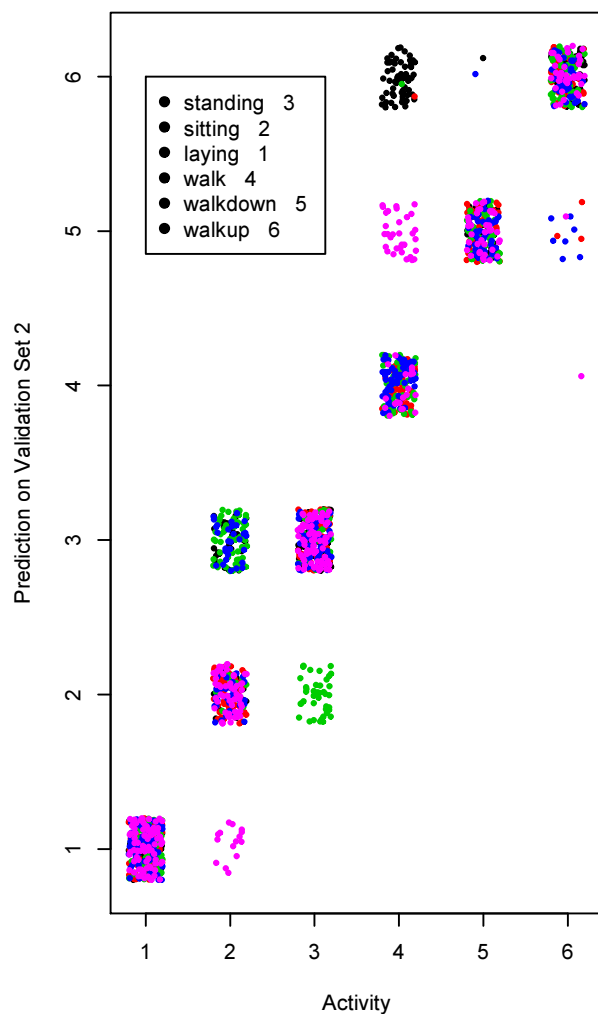 6
standing 3
sitting 2
laying 1
walk 4
walkdown 5
walkup 6
5
4
3
2
1
Prediction on Validation Set 2
1 2 3 4 5 6
Activity